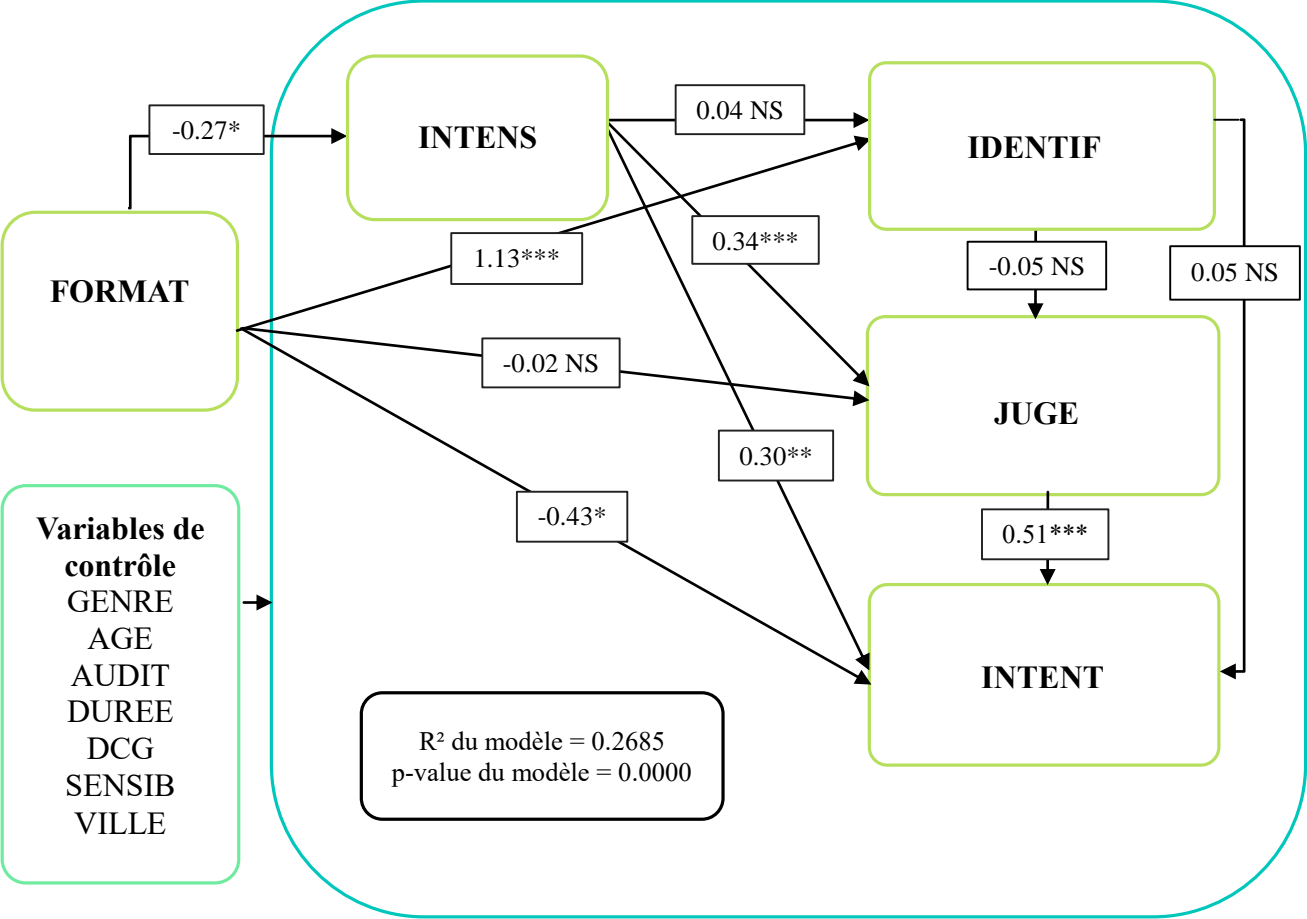 -0.27*
INTENS
0.04 NS
IDENTIF
FORMAT
1.13***
0.34***
-0.05 NS
0.05 NS
-0.02 NS
JUGE
0.30**
-0.43*
0.51***
INTENT
Variables de
contrôle
GENRE
AGE
AUDIT
DUREE
DCG
SENSIB
VILLE
R² du modèle = 0.2685
p-value du modèle = 0.0000